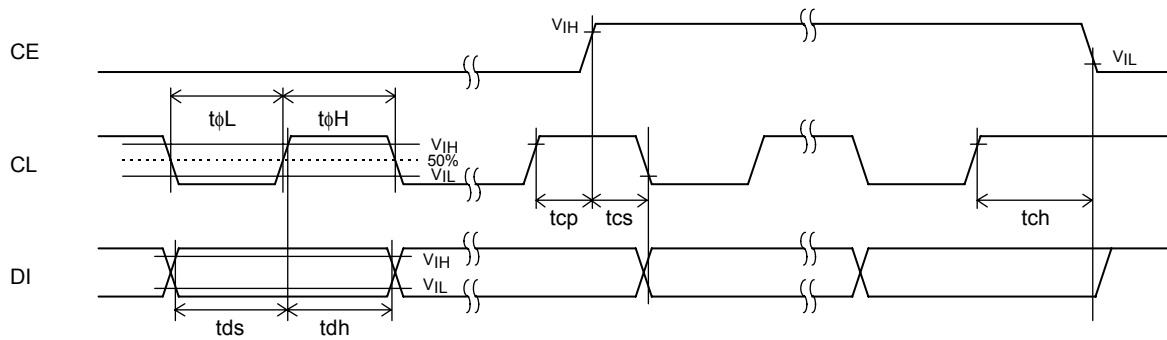 CE
VIH
VIL
tϕL
tϕH
CL
VIH
50%
VIL
tcp
tcs
tch
DI
VIH
VIL
tds
tdh